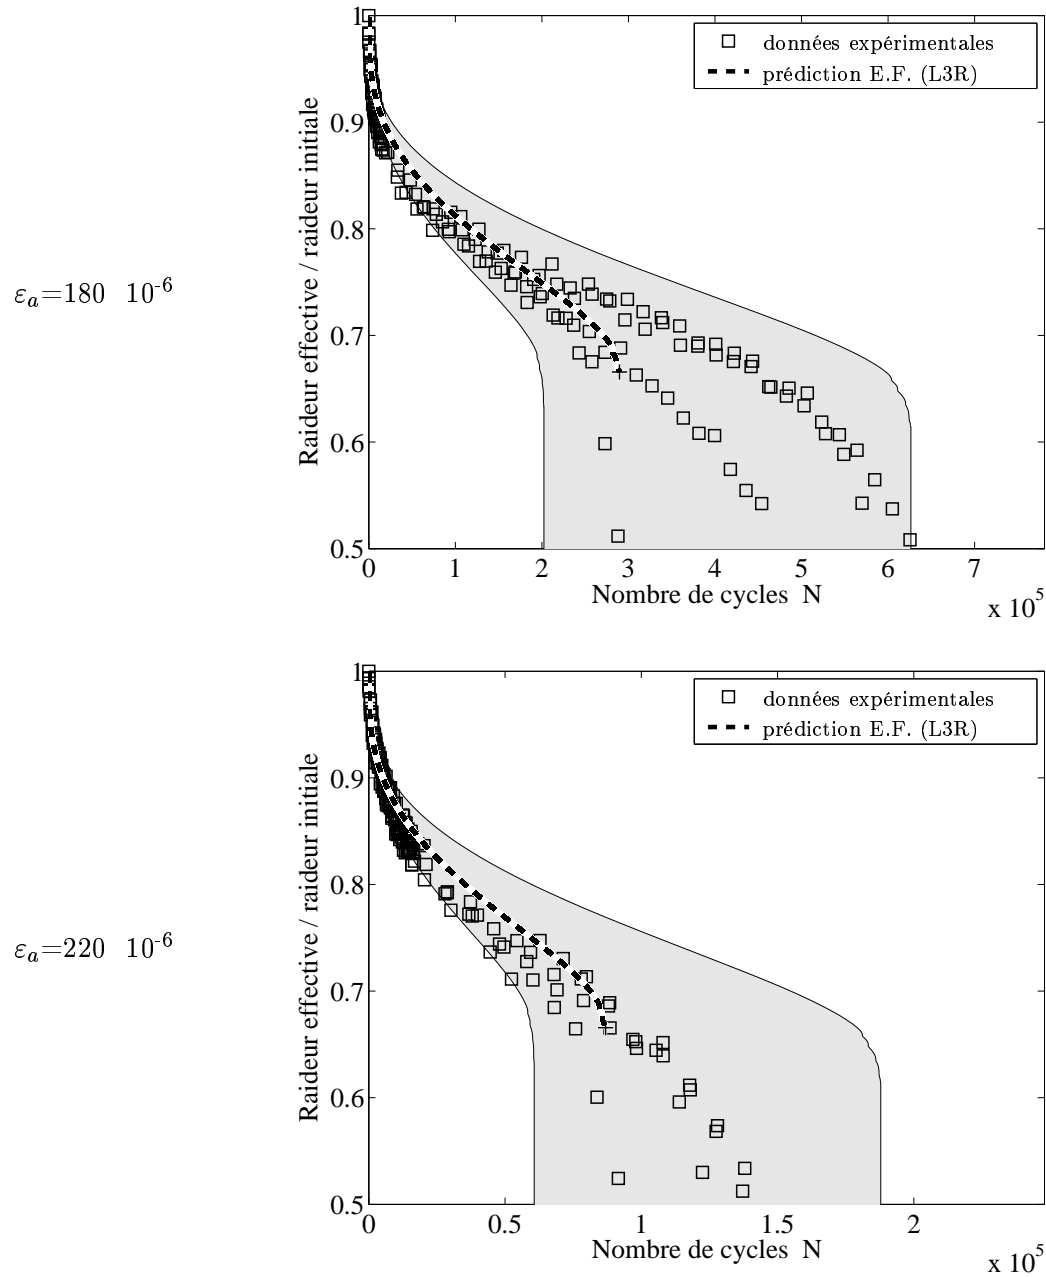 données expérimentales
prédiction E.F. (L3R)
1
0.9
0.8
0.7
0.6
0.5
Raideur effective / raideur initiale
εa=180 10-6
0 1 2 3 4 5 6 7
Nombre de cycles N
x 10^5
données expérimentales
prédiction E.F. (L3R)
1
0.9
0.8
0.7
0.6
0.5
Raideur effective / raideur initiale
εa=220 10-6
0 0.5 1 1.5 2
Nombre de cycles N
x 10^5